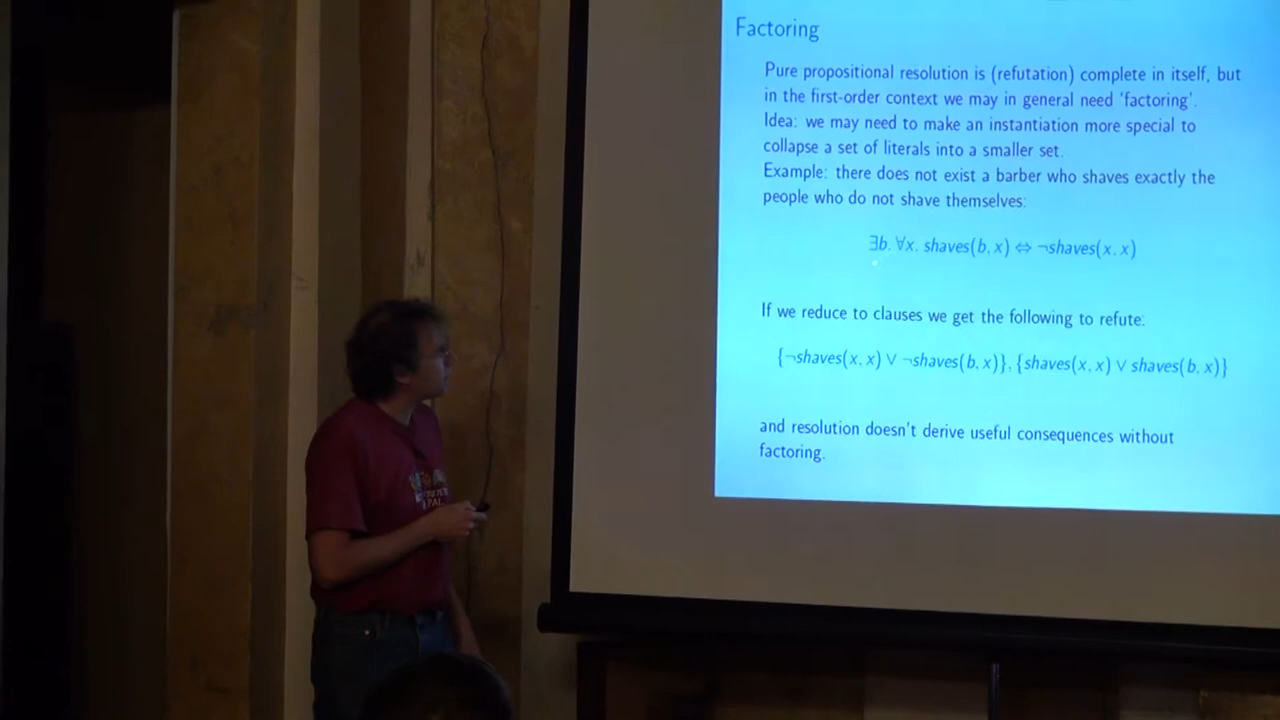 Factoring
Pure propositional resolution is (refutation) complete in itself, but
in the first-order context we may in general need ‘factoring’.
Idea: we may need to make an instantiation more special to
collapse a set of literals into a smaller set.
Example: there does not exist a barber who shaves exactly the
people who do not shave themselves:
∃b. ∀x. shaves(b, x) ⇔ ¬shaves(x, x)
If we reduce to clauses we get the following to refute:
{¬shaves(x, x) ∨ ¬shaves(b, x)}, {shaves(x, x) ∨ shaves(b, x)}
and resolution doesn't derive useful consequences without
factoring.